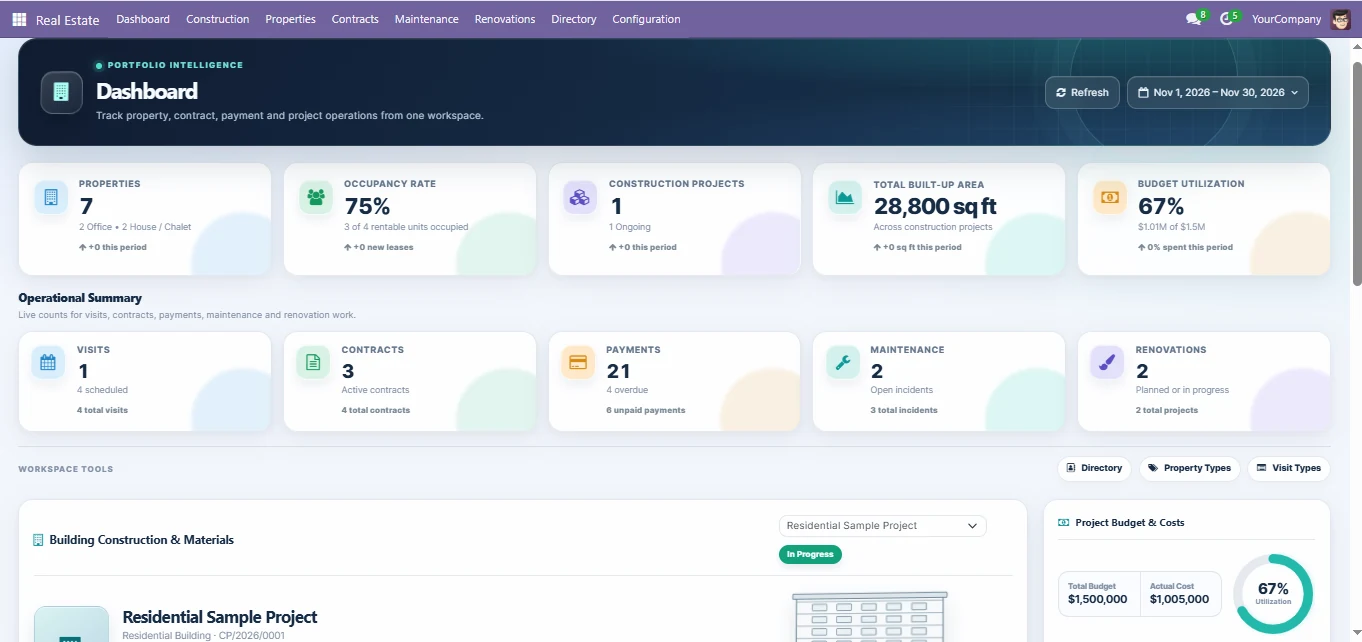 Real Estate Dashboard Construction Properties Contracts Maintenance Renovations Directory Configuration 8 5 YourCompany
PORTFOLIO INTELLIGENCE
Dashboard
Track property, contract, payment and project operations from one workspace.
Refresh
Nov 1, 2026 – Nov 30, 2026
PROPERTIES
7
2 Office • 2 House / Chalet
+0 this period
OCCUPANCY RATE
75%
3 of 4 rentable units occupied
+0 new leases
CONSTRUCTION PROJECTS
1
1 Ongoing
+0 this period
TOTAL BUILT-UP AREA
28,800 sq ft
Across construction projects
+0 sq ft this period
BUDGET UTILIZATION
67%
$1.01M of $1.5M
0% spent this period
Operational Summary
Live counts for visits, contracts, payments, maintenance and renovation work.
VISITS
1
4 scheduled
4 total visits
CONTRACTS
3
Active contracts
4 total contracts
PAYMENTS
21
4 overdue
6 unpaid payments
MAINTENANCE
2
Open incidents
3 total incidents
RENOVATIONS
2
Planned or in progress
2 total projects
WORKSPACE TOOLS
Directory
Property Types
Visit Types
Building Construction & Materials
Residential Sample Project
In Progress
Residential Sample Project
Residential Building · CP/2026/0001
Project Budget & Costs
Total Budget
$1,500,000
Actual Cost
$1,005,000
67%
Utilization